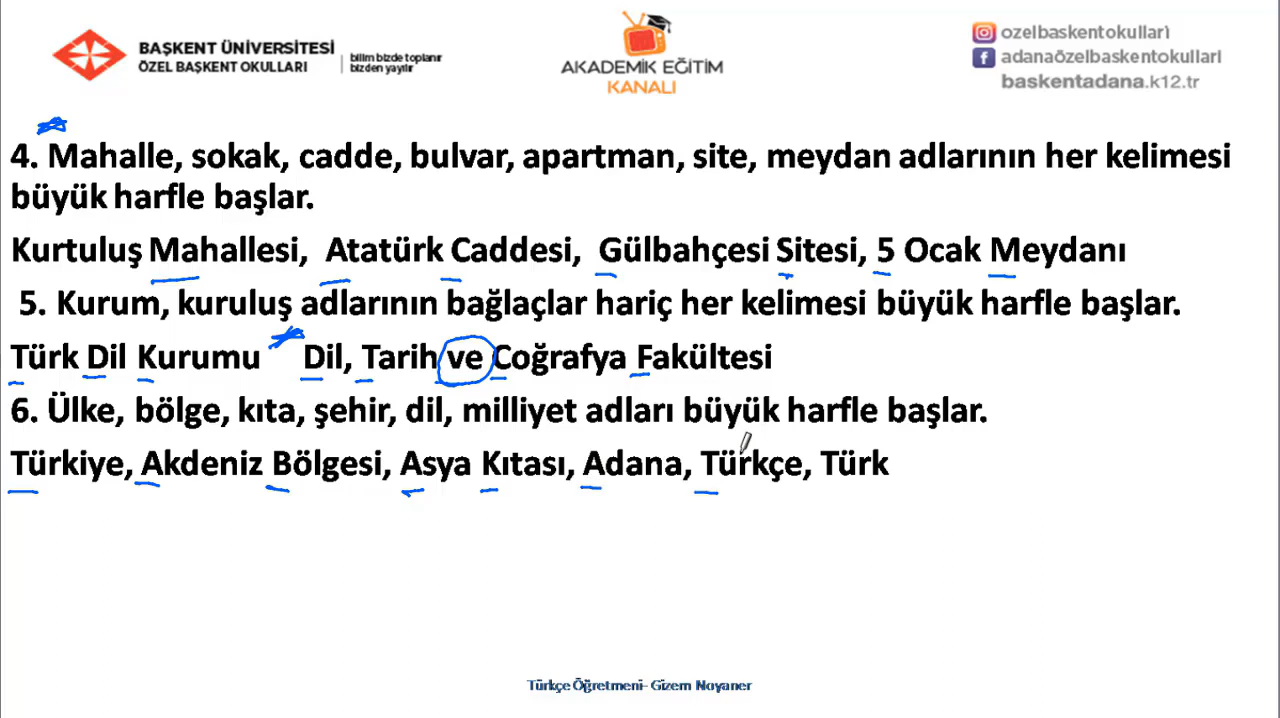 BAŞKENT ÜNİVERSİTESİ
ÖZEL BAŞKENT OKULLARI
bilim bizde toplanır
bizden yayılır
AKADEMİK EĞİTİM
KANALI
ozelbaskentokulları
adanaözelbaskentokullari
baskentadana.k12.tr
4. Mahalle, sokak, cadde, bulvar, apartman, site, meydan adlarının her kelimesi
büyük harfle başlar.
Kurtuluş Mahallesi, Atatürk Caddesi, Gülbahçesi Sitesi, 5 Ocak Meydanı
5. Kurum, kuruluş adlarının bağlaçlar hariç her kelimesi büyük harfle başlar.
Türk Dil Kurumu Dil, Tarih ve Coğrafya Fakültesi
6. Ülke, bölge, kıta, şehir, dil, milliyet adları büyük harfle başlar.
Türkiye, Akdeniz Bölgesi, Asya Kıtası, Adana, Türkçe, Türk
Türkçe Öğretmeni- Gizem Noyaner